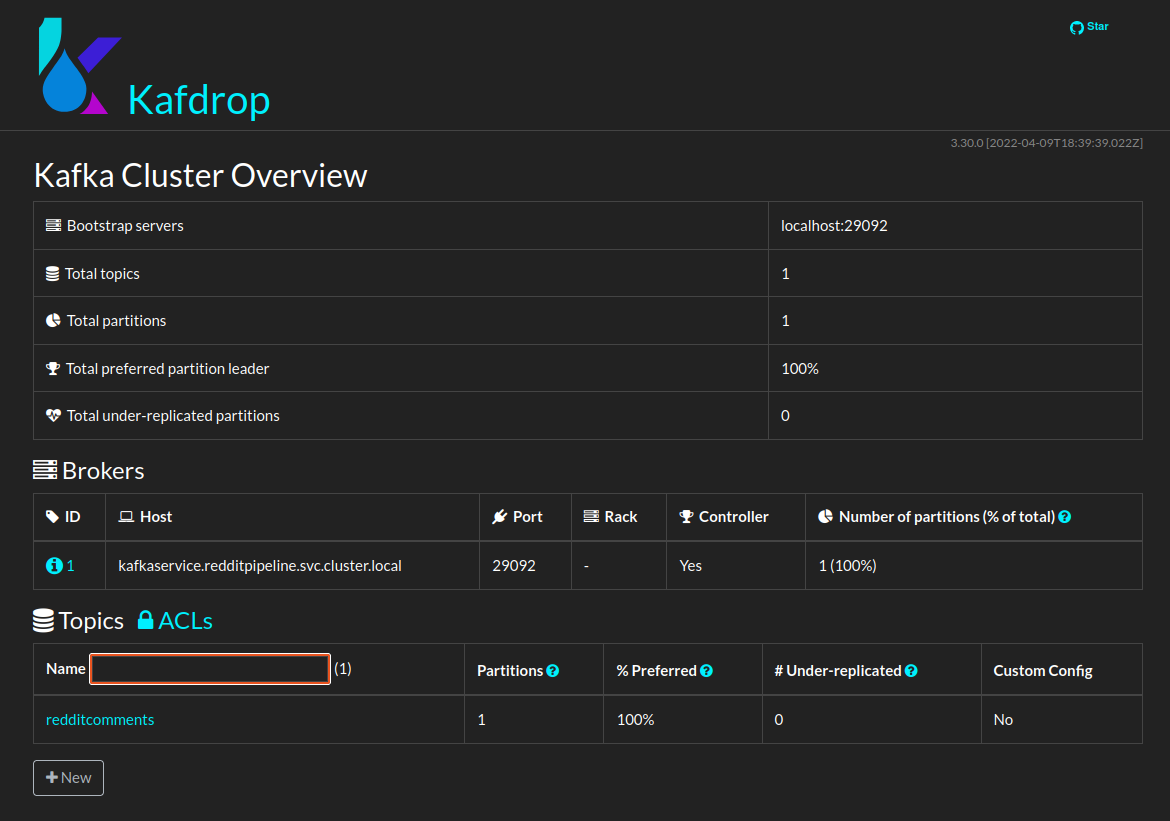 Star
Kafdrop
3.30.0 [2022-04-09T18:39:39.022Z]
Kafka Cluster Overview
Bootstrap servers localhost:29092
Total topics 1
Total partitions 1
Total preferred partition leader 100%
Total under-replicated partitions 0
Brokers
ID Host Port Rack Controller Number of partitions (% of total)
1 kafkaservice.redditpipeline.svc.cluster.local 29092 - Yes 1 (100%)
Topics ACLs
Name (1) Partitions % Preferred # Under-replicated Custom Config
redditcomments 1 100% 0 No
New